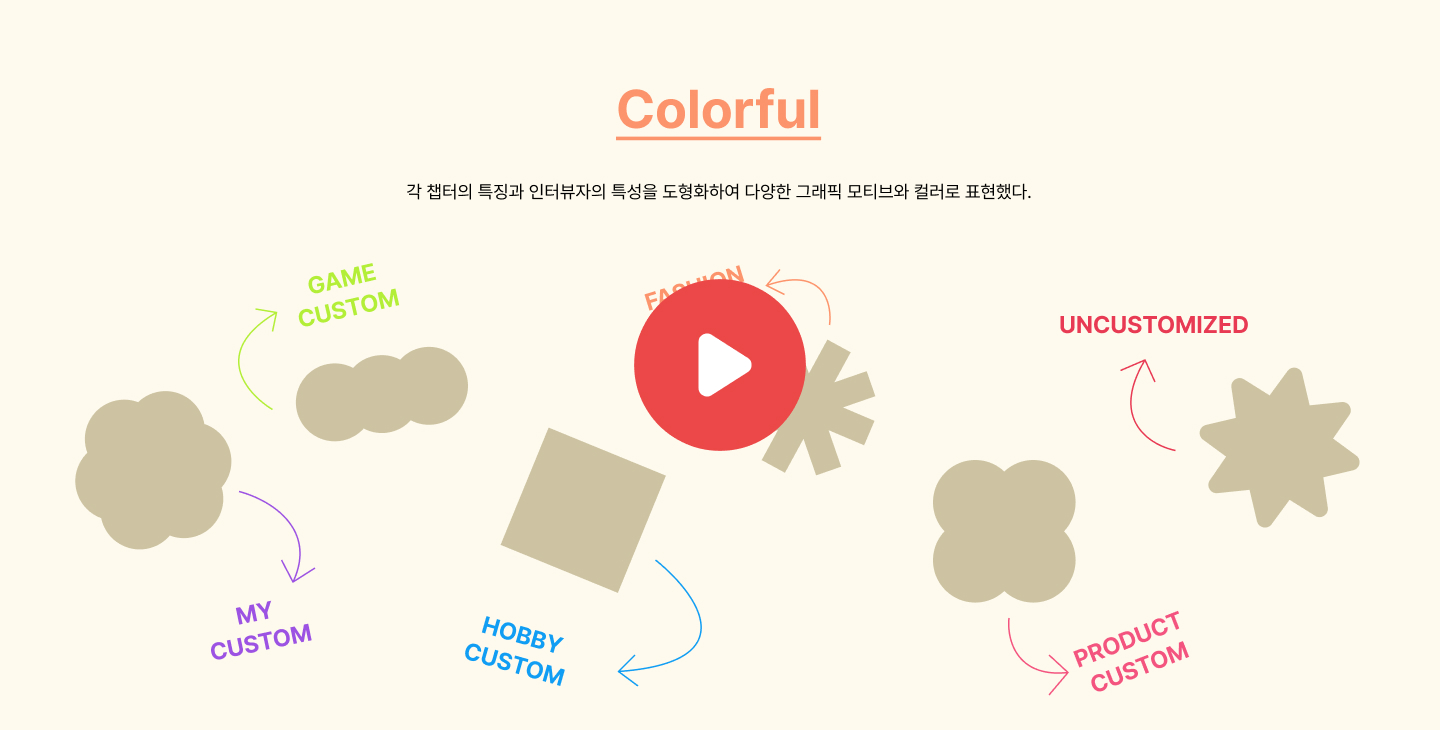 Colorful
각 챕터의 특징과 인터뷰자의 특성을 도형화하여 다양한 그래픽 모티브와 컬러로 표현했다.
GAME
CUSTOM
FASHION
UNCUSTOMIZED
MY
CUSTOM
HOBBY
CUSTOM
PRODUCT
CUSTOM